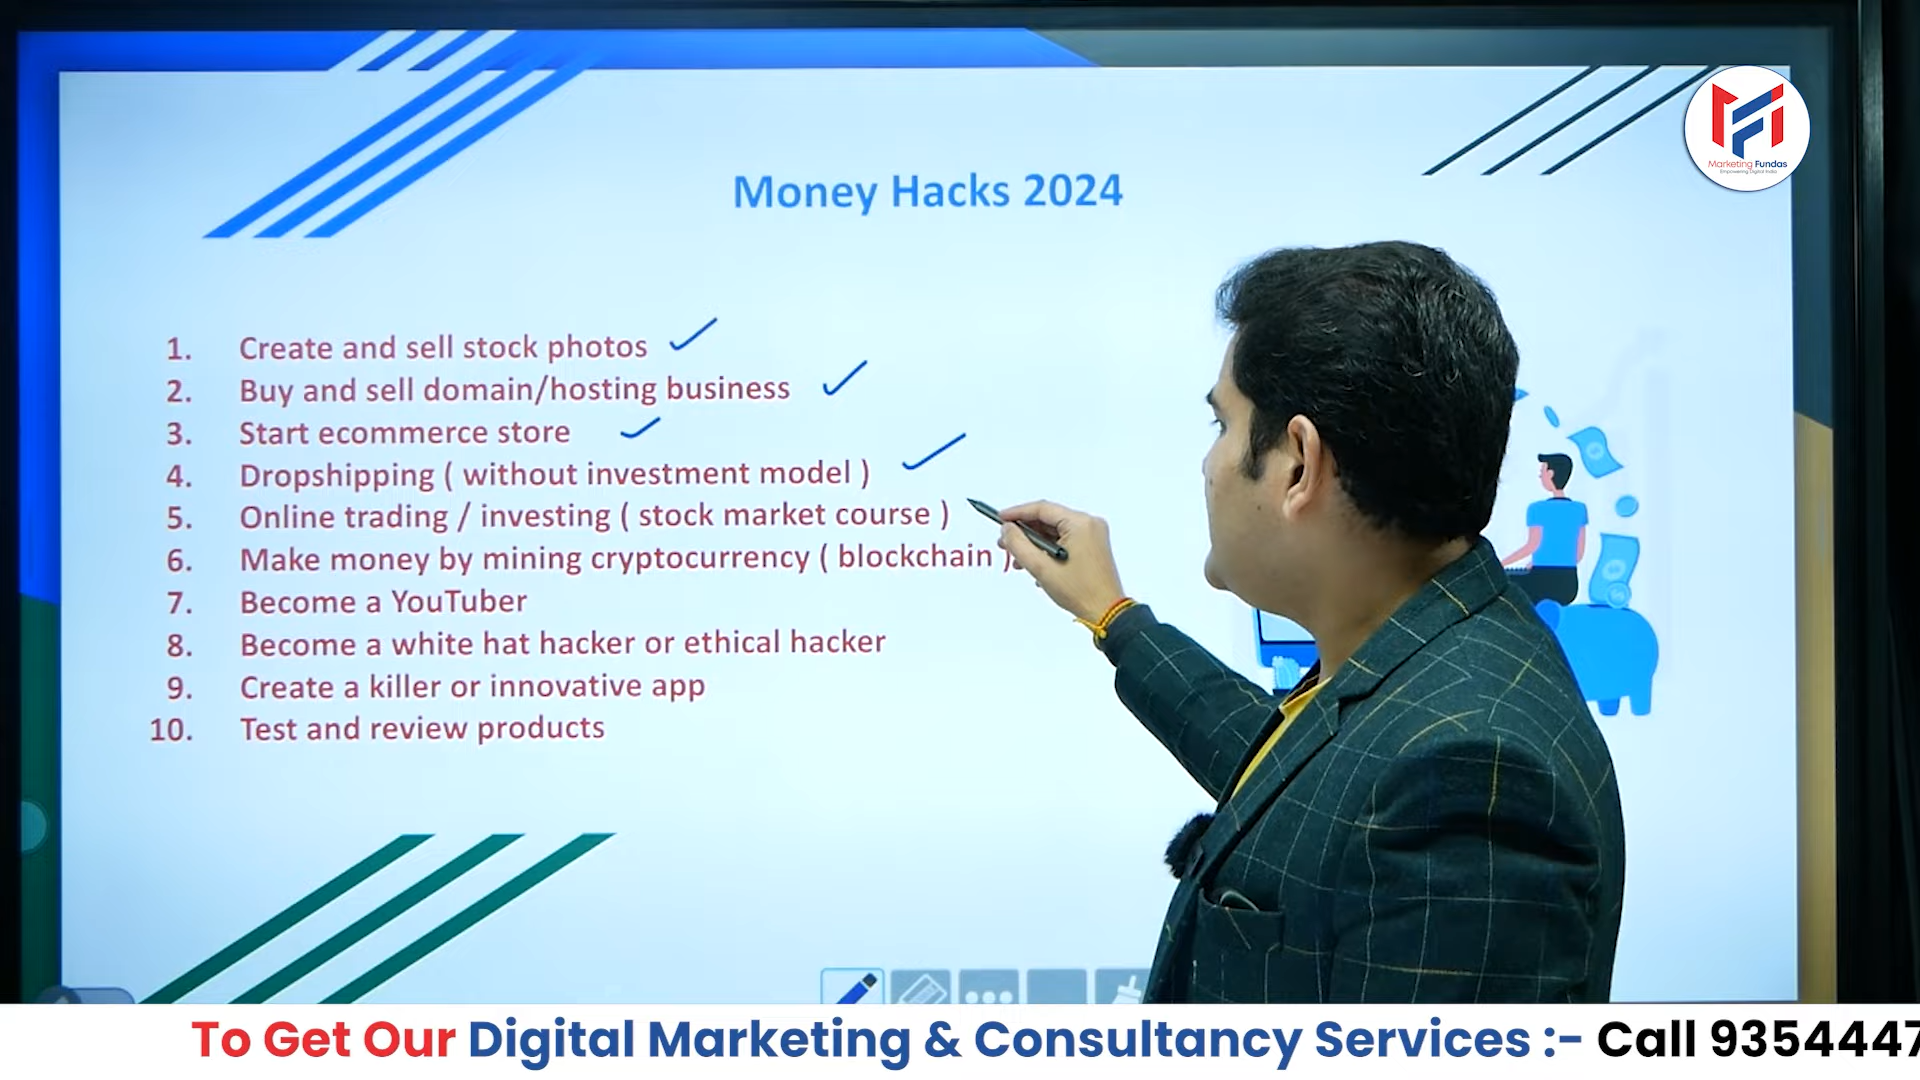 Marketing Fundas
Empowering Digital India
Money Hacks 2024
1. Create and sell stock photos
2. Buy and sell domain/hosting business
3. Start ecommerce store
4. Dropshipping ( without investment model )
5. Online trading / investing ( stock market course )
6. Make money by mining cryptocurrency ( blockchain )
7. Become a YouTuber
8. Become a white hat hacker or ethical hacker
9. Create a killer or innovative app
10. Test and review products
To Get Our Digital Marketing & Consultancy Services :- Call 9354447